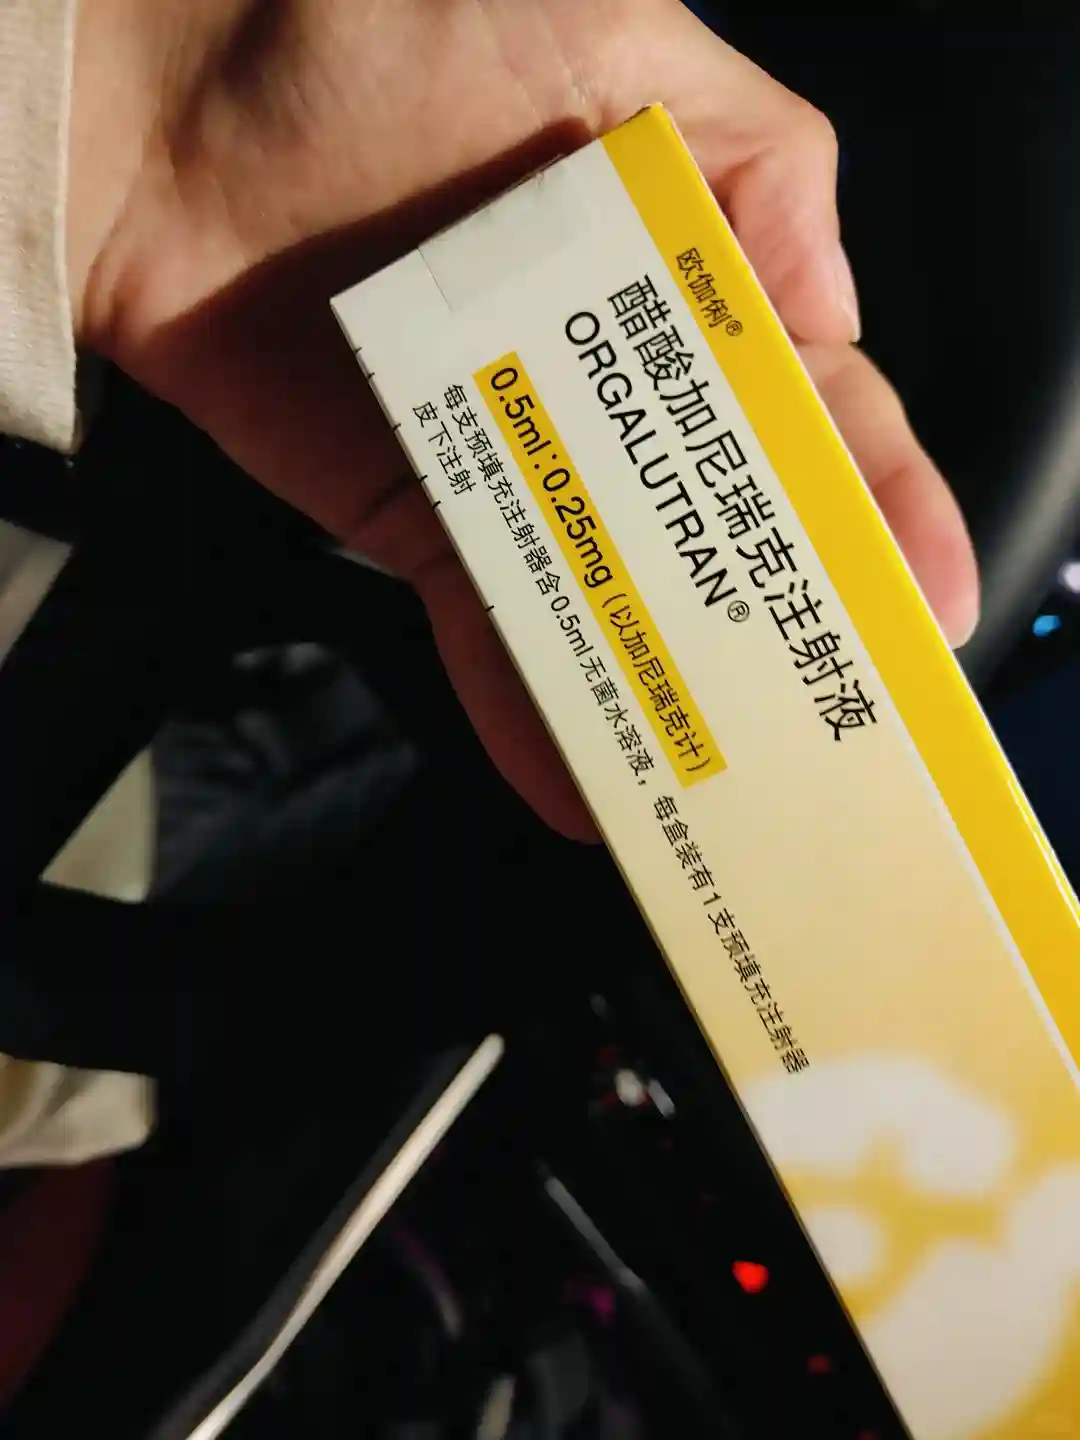 欧伽俐®
醋酸加尼瑞克注射液
ORGALUTRAN®
0.5ml:0.25mg(以加尼瑞克计)
每支预填充注射器含0.5ml无菌水溶液，每盒装有1支预填充注射器
皮下注射